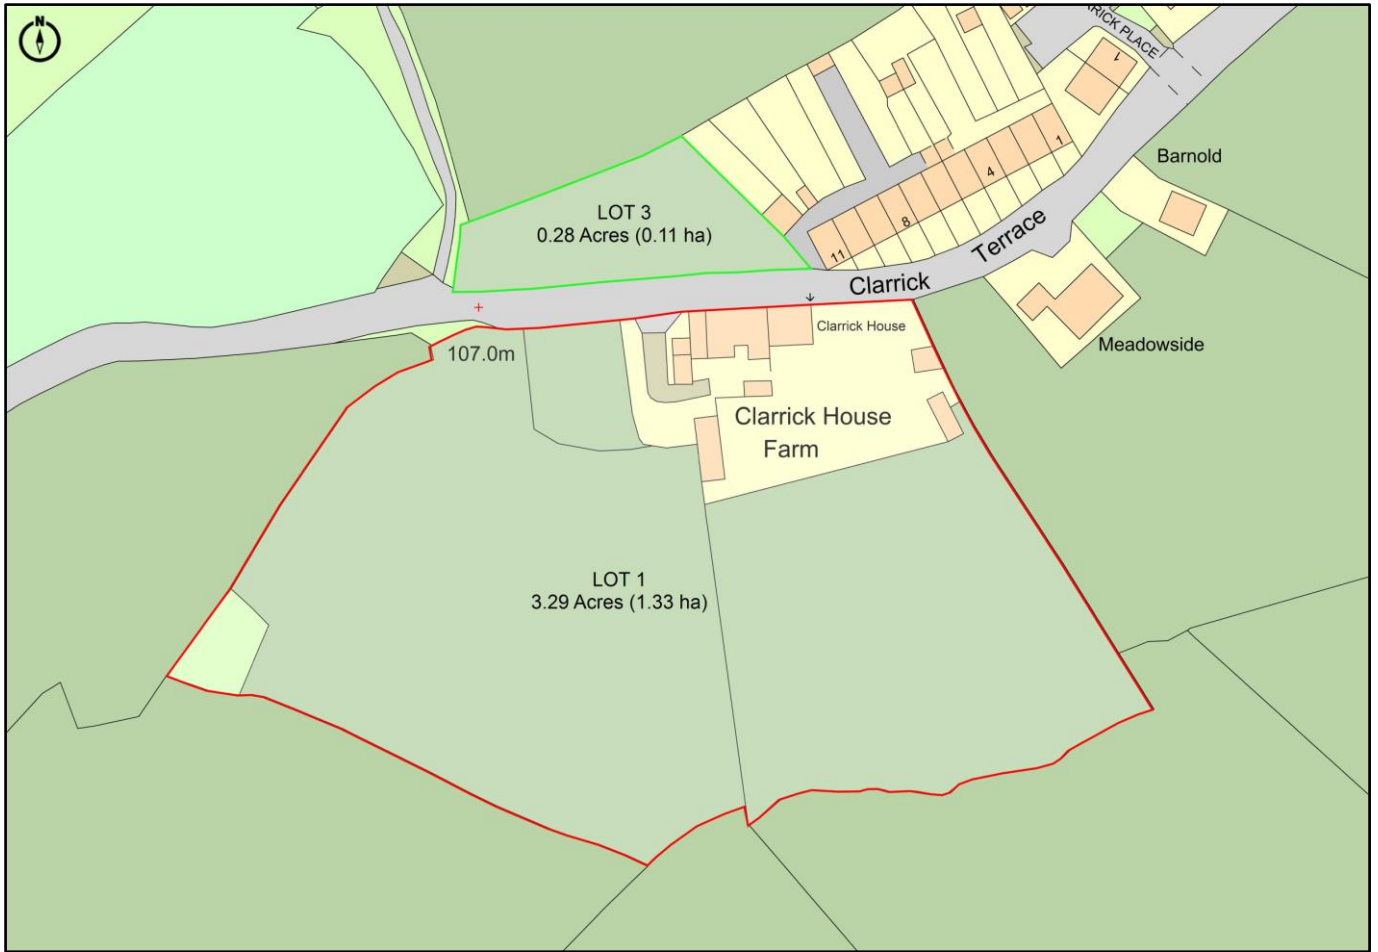 N
RRICK PLACE
1
Barnold
1
4
8
11
LOT 3
0.28 Acres (0.11 ha)
Clarrick Terrace
Meadowside
Clarrick House
107.0m
Clarrick House
Farm
LOT 1
3.29 Acres (1.33 ha)